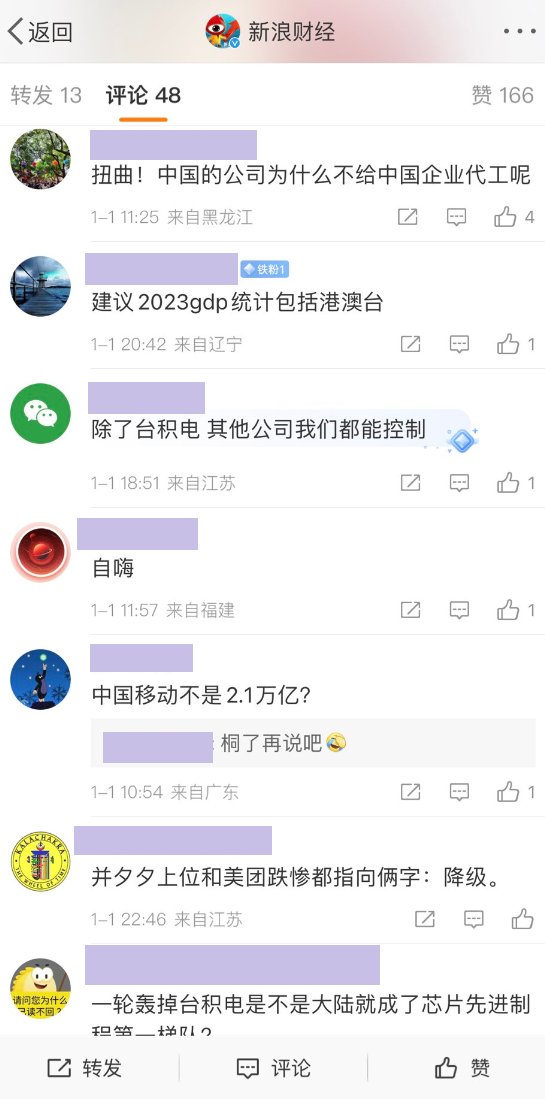 返回
新浪财经
转发 13 评论 48 赞 166
扭曲！中国的公司为什么不给中国企业代工呢
1-1 11:25 来自黑龙江 4
铁粉1
建议2023gdp统计包括港澳台
1-1 20:42 来自辽宁 1
除了台积电 其他公司我们都能控制
1-1 18:51 来自江苏 1
自嗨
1-1 11:57 来自福建 1
中国移动不是2.1万亿?
: 桐了再说吧🤣
1-1 10:54 来自广东 1
KALACHAKRA
THE WHEEL OF TIME
并夕夕上位和美团跌惨都指向俩字：降级。
1-1 22:46 来自江苏
请问您为什么
已读不回？
一轮轰掉台积电是不是大陆就成了芯片先进制
程第一梯队?
转发 评论 赞